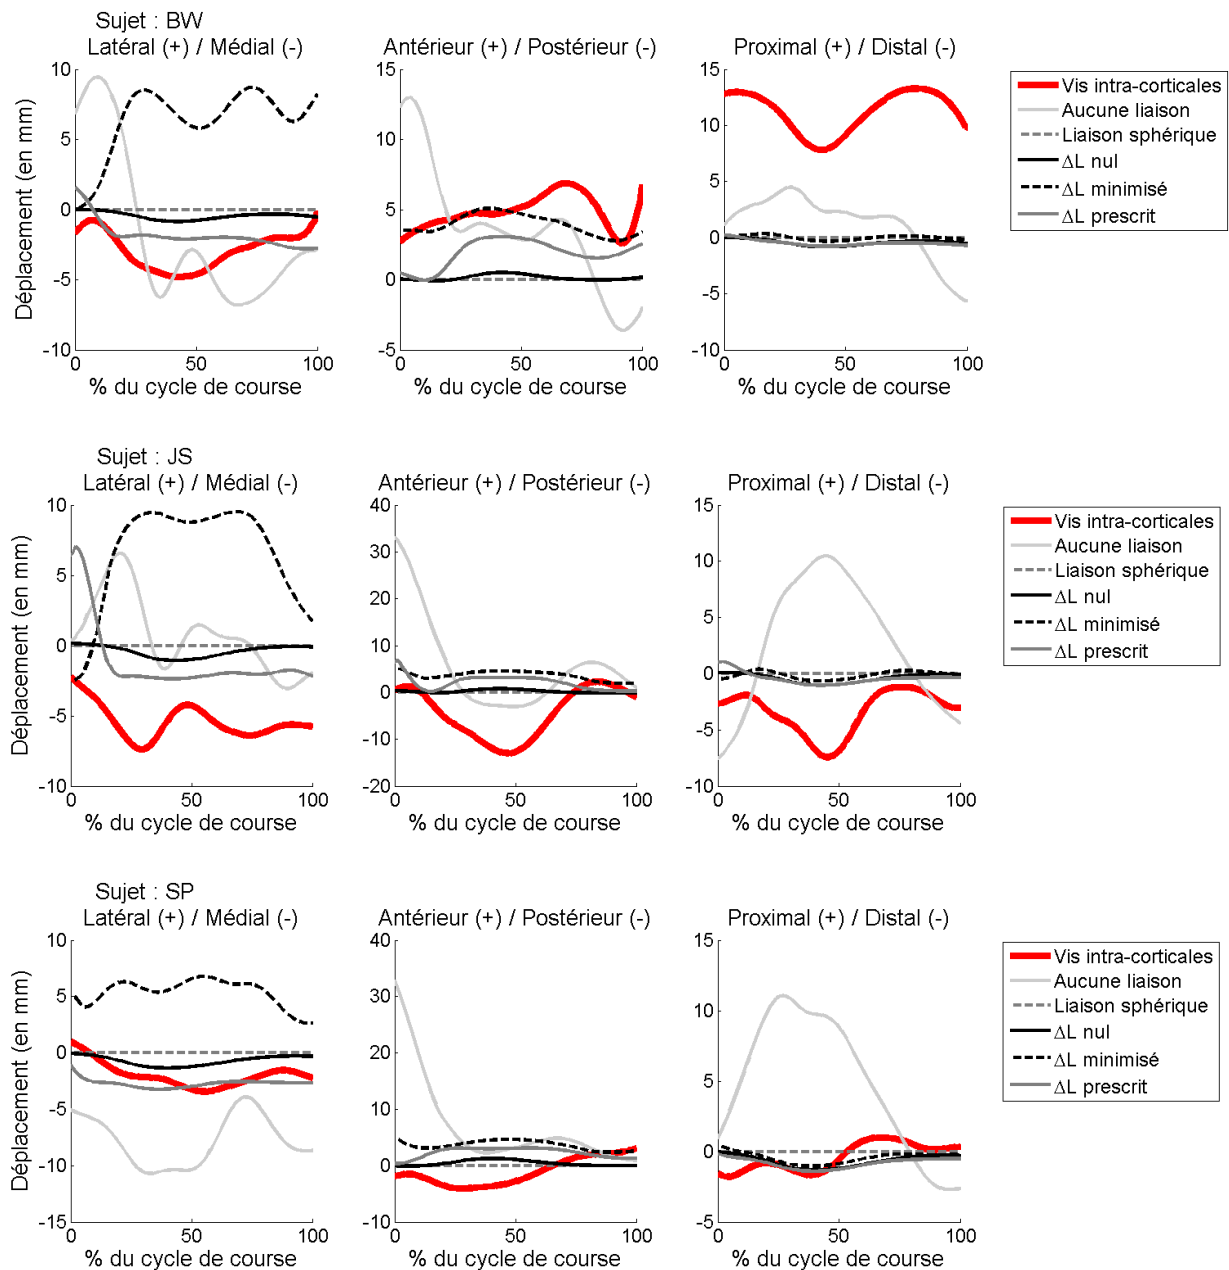 Sujet : BW
Latéral (+) / Médial (-)
Antérieur (+) / Postérieur (-)
Proximal (+) / Distal (-)
Déplacement (en mm)
10
5
0
-5
-10
0
50
100
% du cycle de course
15
10
5
0
-5
0
50
100
% du cycle de course
15
10
5
0
-5
-10
0
50
100
% du cycle de course
Vis intra-corticales
Aucune liaison
Liaison sphérique
ΔL nul
ΔL minimisé
ΔL prescrit
Sujet : JS
Latéral (+) / Médial (-)
Antérieur (+) / Postérieur (-)
Proximal (+) / Distal (-)
Déplacement (en mm)
10
5
0
-5
-10
0
50
100
% du cycle de course
40
30
20
10
0
-10
-20
0
50
100
% du cycle de course
15
10
5
0
-5
-10
0
50
100
% du cycle de course
Vis intra-corticales
Aucune liaison
Liaison sphérique
ΔL nul
ΔL minimisé
ΔL prescrit
Sujet : SP
Latéral (+) / Médial (-)
Antérieur (+) / Postérieur (-)
Proximal (+) / Distal (-)
Déplacement (en mm)
10
5
0
-5
-10
-15
0
50
100
% du cycle de course
40
30
20
10
0
-10
0
50
100
% du cycle de course
15
10
5
0
-5
0
50
100
% du cycle de course
Vis intra-corticales
Aucune liaison
Liaison sphérique
ΔL nul
ΔL minimisé
ΔL prescrit